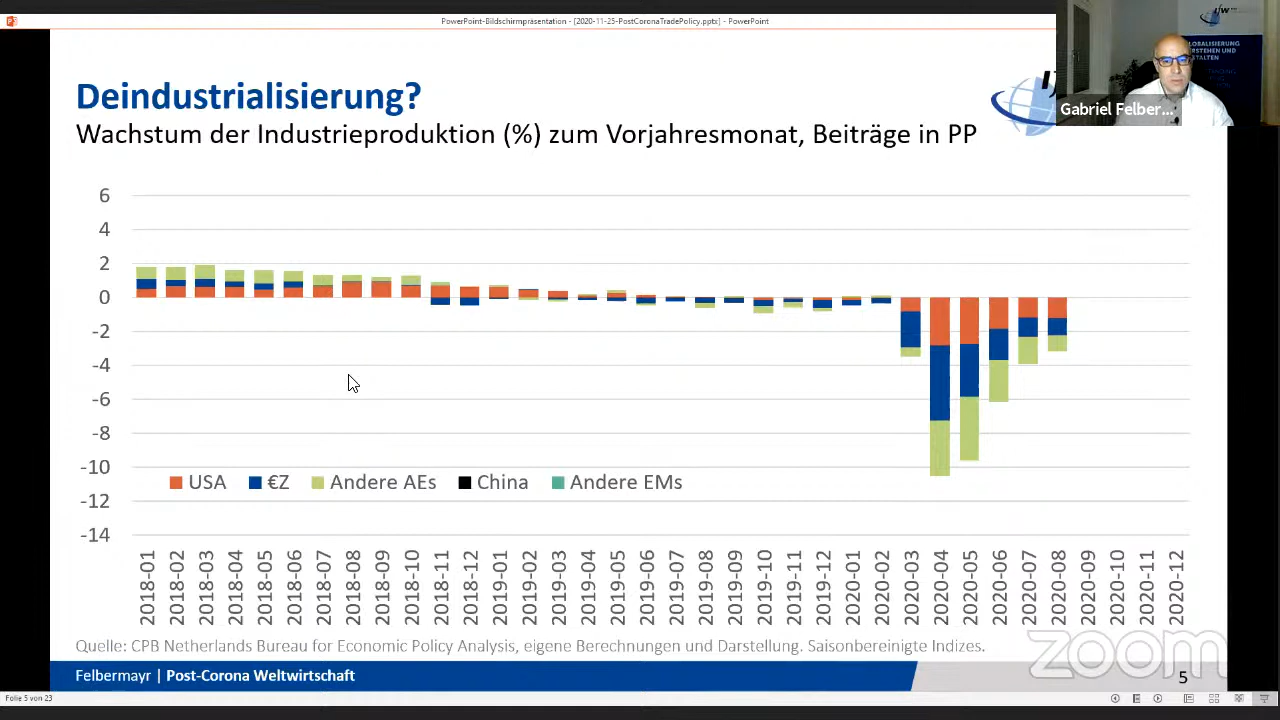 PowerPoint-Bildschirmpräsentation - [2020-11-25-PostCoronaTradePolicy.ppts] - PowerPoint
ifw
GLOBALISIERUNG
VERSTEHEN UND
GESTALTEN
Gabriel Felber...
Deindustrialisierung?
Wachstum der Industrieproduktion (%) zum Vorjahresmonat, Beiträge in PP
6
4
2
0
-2
-4
-6
-8
-10
-12
-14
USA €Z Andere AEs China Andere EMs
2018-01 2018-02 2018-03 2018-04 2018-05 2018-06 2018-07 2018-08 2018-09 2018-10 2018-11 2018-12 2019-01 2019-02 2019-03 2019-04 2019-05 2019-06 2019-07 2019-08 2019-09 2019-10 2019-11 2019-12 2020-01 2020-02 2020-03 2020-04 2020-05 2020-06 2020-07 2020-08 2020-09 2020-10 2020-11 2020-12
Quelle: CPB Netherlands Bureau for Economic Policy Analysis, eigene Berechnungen und Darstellung. Saisonbereinigte Indizes.
zoom
Felbermayr | Post-Corona Weltwirtschaft
5
Folie 5 von 23